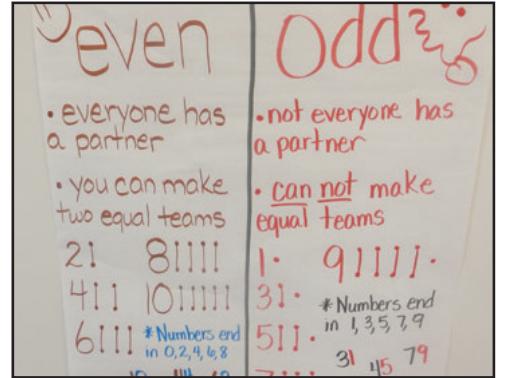 even
• everyone has
a partner
• you can make
two equal teams
2 8
4 10
6
* Numbers end
in 0,2,4,6,8
Odd
• not everyone has
a partner
• can not make
equal teams
1 9
3
5
* Numbers end
in 1,3,5,7,9
31 45 79